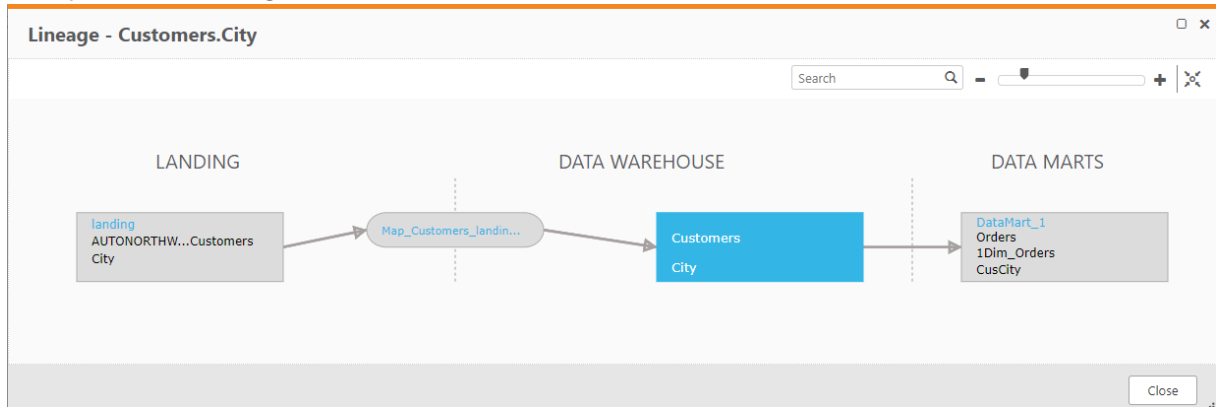 Lineage - Customers.City
Search
LANDING
DATA WAREHOUSE
DATA MARTS
landing
AUTONORTHW...Customers
City
Map_Customers_landin...
Customers
City
DataMart_1
Orders
1Dim_Orders
CusCity
Close